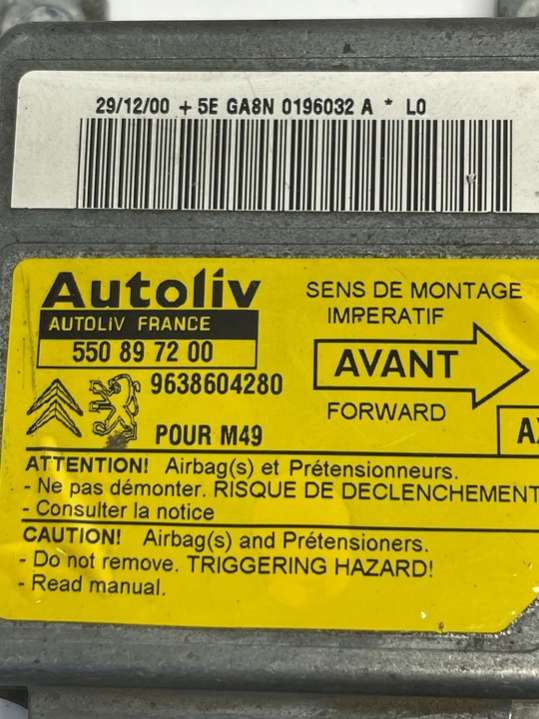 29/12/00 + 5E GA8N 0196032 A * L0
Autoliv
AUTOLIV FRANCE
550 89 72 00
9638604280
POUR M49
SENS DE MONTAGE
IMPERATIF
AVANT
FORWARD
ATTENTION! Airbag(s) et Prétensionneurs.
- Ne pas démonter. RISQUE DE DECLENCHEMENT
- Consulter la notice
CAUTION! Airbag(s) and Prétensioners.
- Do not remove. TRIGGERING HAZARD!
- Read manual.